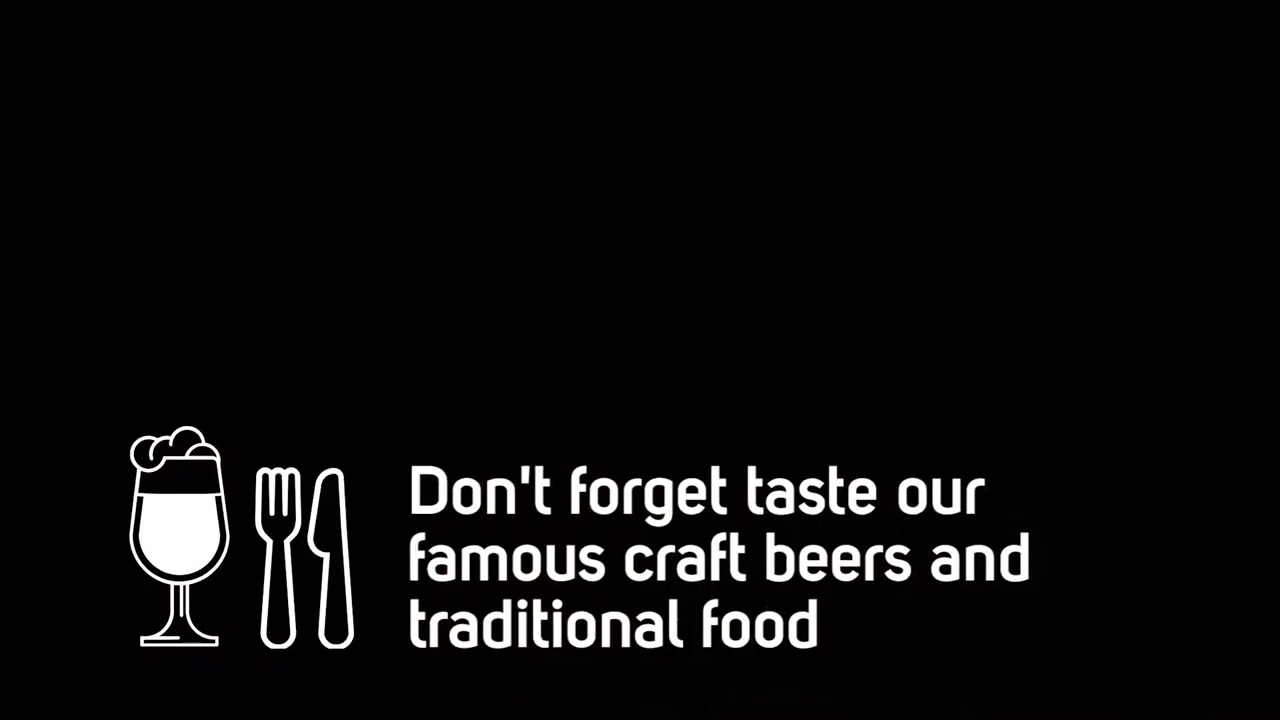 Don't forget taste our
famous craft beers and
traditional food